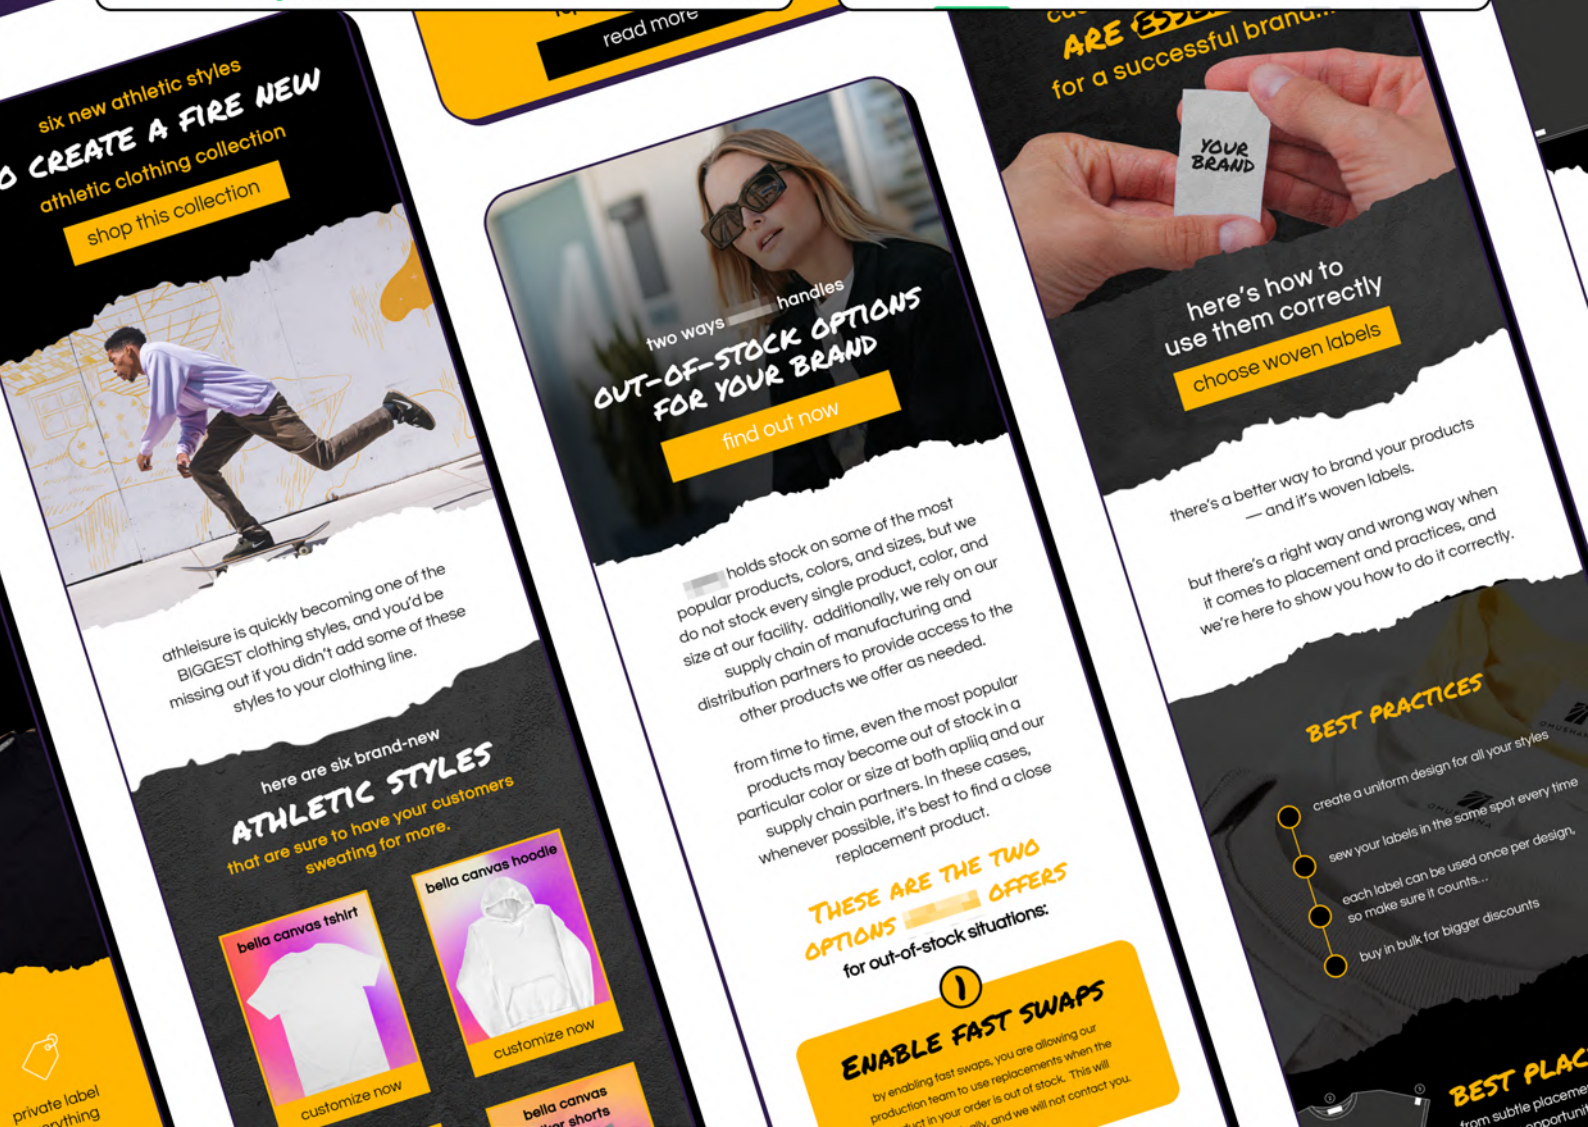 six new athletic styles
O CREATE A FIRE NEW
athletic clothing collection
shop this collection
athleisure is quickly becoming one of the
BIGGEST clothing styles, and you'd be
missing out if you didn't add some of these
styles to your clothing line.
here are six brand-new
ATHLETIC STYLES
that are sure to have your customers
sweating for more.
bella canvas tshirt
customize now
bella canvas hoodie
customize now
bella canvas
shorts
private label
read more
two ways handles
OUT-OF-STOCK OPTIONS
FOR YOUR BRAND
find out now
holds stock on some of the most
popular products, colors, and sizes, but we
do not stock every single product, color, and
size at our facility. additionally, we rely on our
supply chain of manufacturing and
distribution partners to provide access to the
other products we offer as needed.
from time to time, even the most popular
products may become out of stock in a
particular color or size at both apliiq and our
supply chain partners. In these cases,
whenever possible, it's best to find a close
replacement product.
THESE ARE THE TWO
OPTIONS OFFERS
for out-of-stock situations:
1
ENABLE FAST SWAPS
by enabling fast swaps, you are allowing our
production team to use replacements when the
duct in your order is out of stock. This will
ally, and we will not contact you.
ARE
for a successful brand...
YOUR
BRAND
here's how to
use them correctly
choose woven labels
there's a better way to brand your products
— and it's woven labels.
but there's a right way and wrong way when
it comes to placement and practices, and
we're here to show you how to do it correctly.
BEST PRACTICES
create a uniform design for all your styles
sew your labels in the same spot every time
each label can be used once per design,
so make sure it counts...
buy in bulk for bigger discounts
BEST PLAC
from subtle placeme
opportuni